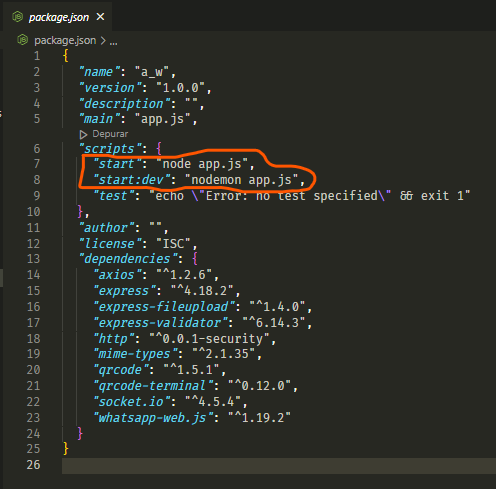 package.json ×
package.json > ...
1 {
2 "name": "a_w",
3 "version": "1.0.0",
4 "description": "",
5 "main": "app.js",
Depurar
6 "scripts": {
7 "start": "node app.js",
8 "start:dev": "nodemon app.js",
9 "test": "echo \"Error: no test specified\" && exit 1"
10 },
11 "author": "",
12 "license": "ISC",
13 "dependencies": {
14 "axios": "^1.2.6",
15 "express": "^4.18.2",
16 "express-fileupload": "^1.4.0",
17 "express-validator": "^6.14.3",
18 "http": "^0.0.1-security",
19 "mime-types": "^2.1.35",
20 "qrcode": "^1.5.1",
21 "qrcode-terminal": "^0.12.0",
22 "socket.io": "^4.5.4",
23 "whatsapp-web.js": "^1.19.2"
24 }
25 }
26